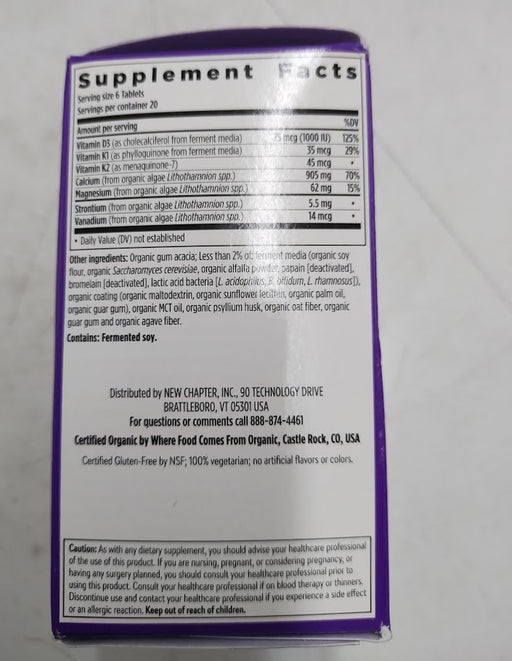 Supplement Facts
Serving size 6 Tablets
Servings per container 20
Amount per serving %DV
Vitamin D3 (as cholecalciferol from ferment media) 25 mcg (1000 IU) 125%
Vitamin K1 (as phylloquinone from ferment media) 35 mcg 29%
Vitamin K2 (as menaquinone-7) 45 mcg •
Calcium (from organic algae Lithothamnion spp.) 905 mg 70%
Magnesium (from organic algae Lithothamnion spp.) 62 mg 15%
Strontium (from organic algae Lithothamnion spp.) 5.5 mg •
Vanadium (from organic algae Lithothamnion spp.) 14 mcg •
• Daily Value (DV) not established
Other ingredients: Organic gum acacia; Less than 2% of: ferment media (organic soy
flour, organic Saccharomyces cerevisiae, organic alfalfa powder, papain [deactivated],
bromelain [deactivated], lactic acid bacteria [L. acidophilus, B. bifidum, L. rhamnosus]),
organic coating (organic maltodextrin, organic sunflower lecithin, organic palm oil,
organic guar gum), organic MCT oil, organic psyllium husk, organic oat fiber, organic
guar gum and organic agave fiber.
Contains: Fermented soy.
Distributed by NEW CHAPTER, INC., 90 TECHNOLOGY DRIVE
BRATTLEBORO, VT 05301 USA
For questions or comments call 888-874-4461
Certified Organic by Where Food Comes From Organic, Castle Rock, CO, USA
Certified Gluten-Free by NSF; 100% vegetarian; no artificial flavors or colors.
Caution: As with any dietary supplement, you should advise your healthcare professional
of the use of this product. If you are nursing, pregnant, or considering pregnancy, or
having any surgery planned, you should consult your healthcare professional prior to
using this product. Consult your healthcare professional if on blood therapy or thinners.
Discontinue use and contact your healthcare professional if you experience a side effect
or an allergic reaction. Keep out of reach of children.